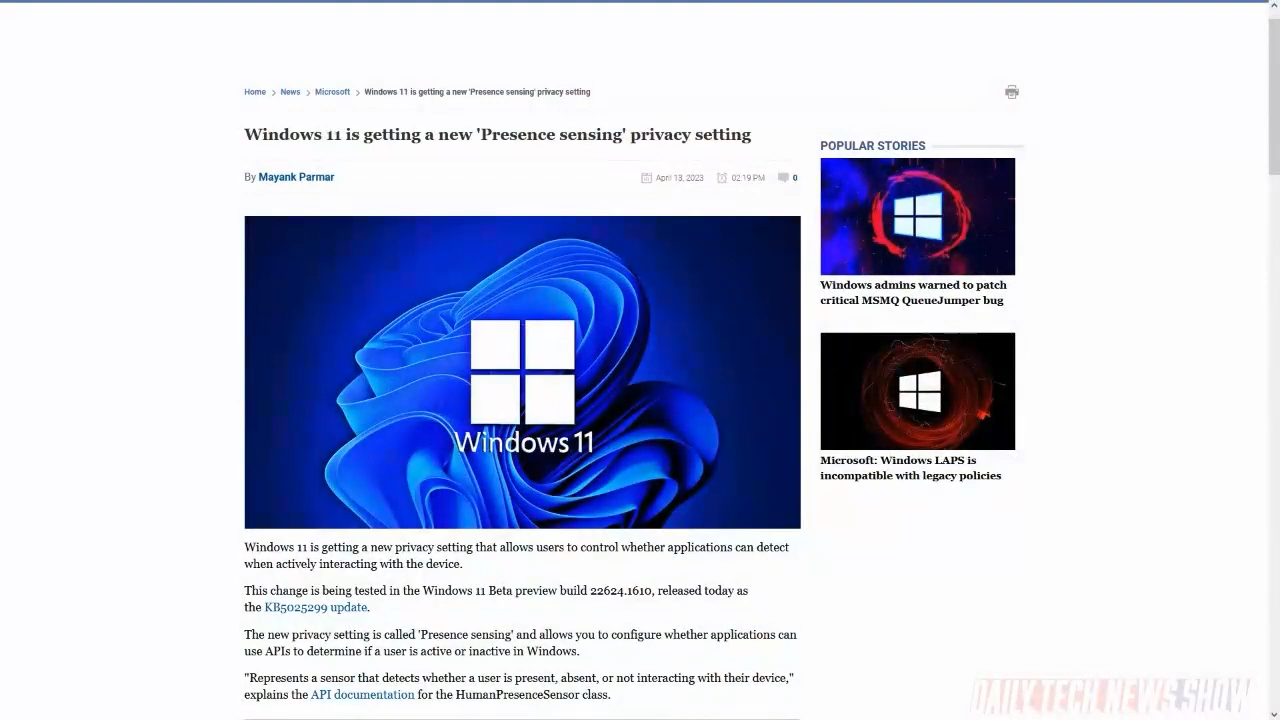 Home > News > Microsoft > Windows 11 is getting a new 'Presence sensing' privacy setting
Windows 11 is getting a new 'Presence sensing' privacy setting
By Mayank Parmar
April 13, 2023
02:19 PM
0
Windows 11
Windows 11 is getting a new privacy setting that allows users to control whether applications can detect
when actively interacting with the device.
This change is being tested in the Windows 11 Beta preview build 22624.1610, released today as
the KB5025299 update.
The new privacy setting is called 'Presence sensing' and allows you to configure whether applications can
use APIs to determine if a user is active or inactive in Windows.
"Represents a sensor that detects whether a user is present, absent, or not interacting with their device,"
explains the API documentation for the HumanPresenceSensor class.
POPULAR STORIES
Windows admins warned to patch
critical MSMQ QueueJumper bug
Microsoft: Windows LAPS is
incompatible with legacy policies
DAILY TECH NEWS SHOW